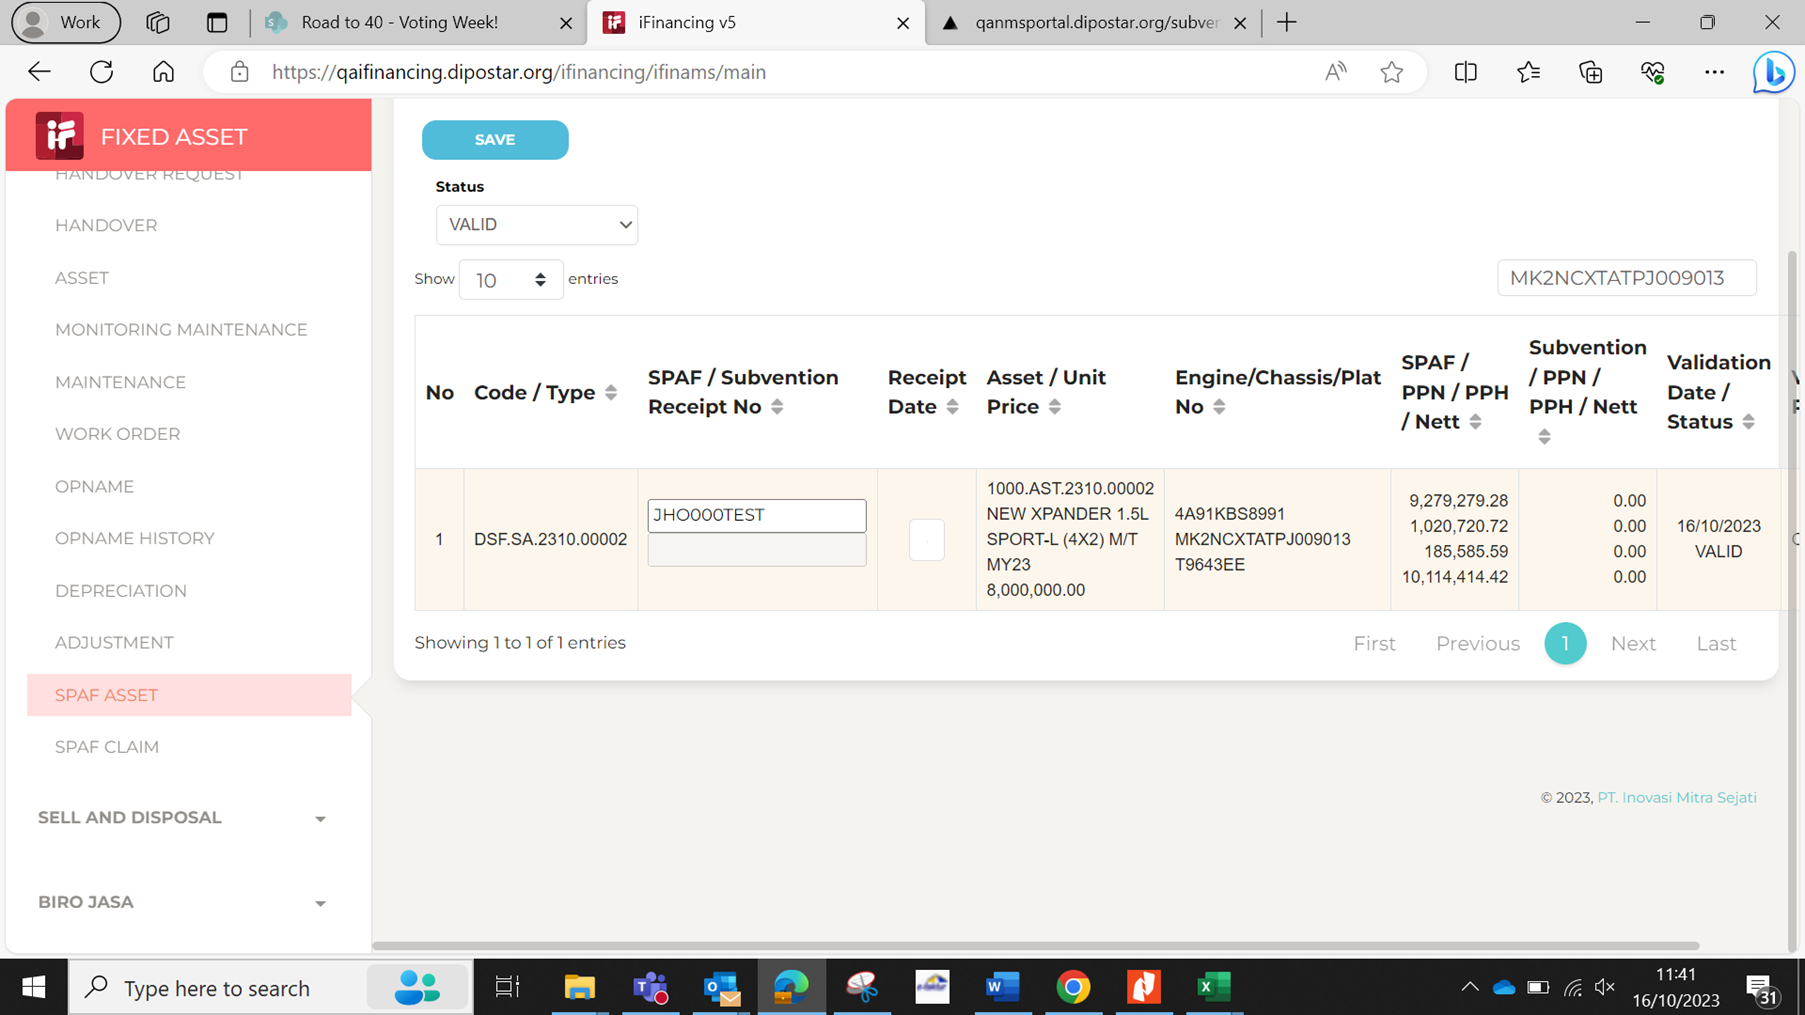 Work
Road to 40 - Voting Week!
iFinancing v5
qanmsportal.dipostar.org/subver
https://qaifinancing.dipostar.org/ifinancing/ifinams/main
iF FIXED ASSET
HANDOVER REQUEST
HANDOVER
ASSET
MONITORING MAINTENANCE
MAINTENANCE
WORK ORDER
OPNAME
OPNAME HISTORY
DEPRECIATION
ADJUSTMENT
SPAF ASSET
SPAF CLAIM
SELL AND DISPOSAL
BIRO JASA
SAVE
Status
VALID
Show 10 entries
MK2NCXTATPJ009013
No
Code / Type
SPAF / Subvention
Receipt No
Receipt
Date
Asset / Unit
Price
Engine/Chassis/Plat
No
SPAF /
PPN / PPH
/ Nett
Subvention
/ PPN /
PPH / Nett
Validation
Date /
Status
1
DSF.SA.2310.00002
JHO000TEST
1000.AST.2310.00002
NEW XPANDER 1.5L
SPORT-L (4X2) M/T
MY23
8,000,000.00
4A91KBS8991
MK2NCXTATPJ009013
T9643EE
9,279,279.28
1,020,720.72
185,585.59
10,114,414.42
0.00
0.00
0.00
0.00
16/10/2023
VALID
Showing 1 to 1 of 1 entries
First Previous 1 Next Last
© 2023, PT. Inovasi Mitra Sejati
Type here to search
11:41
16/10/2023
31